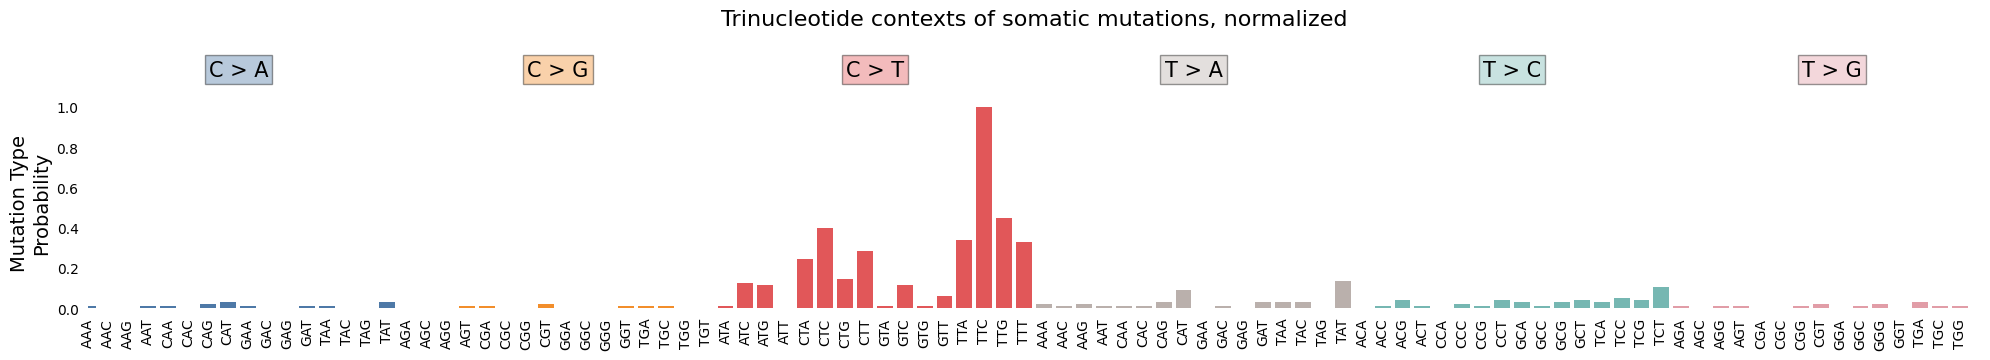 Trinucleotide contexts of somatic mutations, normalized
C > A
C > G
C > T
T > A
T > C
T > G
Mutation Type
Probability
1.0
0.8
0.6
0.4
0.2
0.0
AAA
AAC
AAG
AAT
CAA
CAC
CAG
CAT
GAA
GAC
GAG
GAT
TAA
TAC
TAG
TAT
AGA
AGC
AGG
AGT
CGA
CGC
CGG
CGT
GGA
GGC
GGG
GGT
TGA
TGC
TGG
TGT
ATA
ATC
ATG
ATT
CTA
CTC
CTG
CTT
GTA
GTC
GTG
GTT
TTA
TTC
TTG
TTT
AAA
AAC
AAG
AAT
CAA
CAC
CAG
CAT
GAA
GAC
GAG
GAT
TAA
TAC
TAG
TAT
ACA
ACC
ACG
ACT
CCA
CCC
CCG
CCT
GCA
GCC
GCG
GCT
TCA
TCC
TCG
TCT
AGA
AGC
AGG
AGT
CGA
CGC
CGG
CGT
GGA
GGC
GGG
GGT
TGA
TGC
TGG